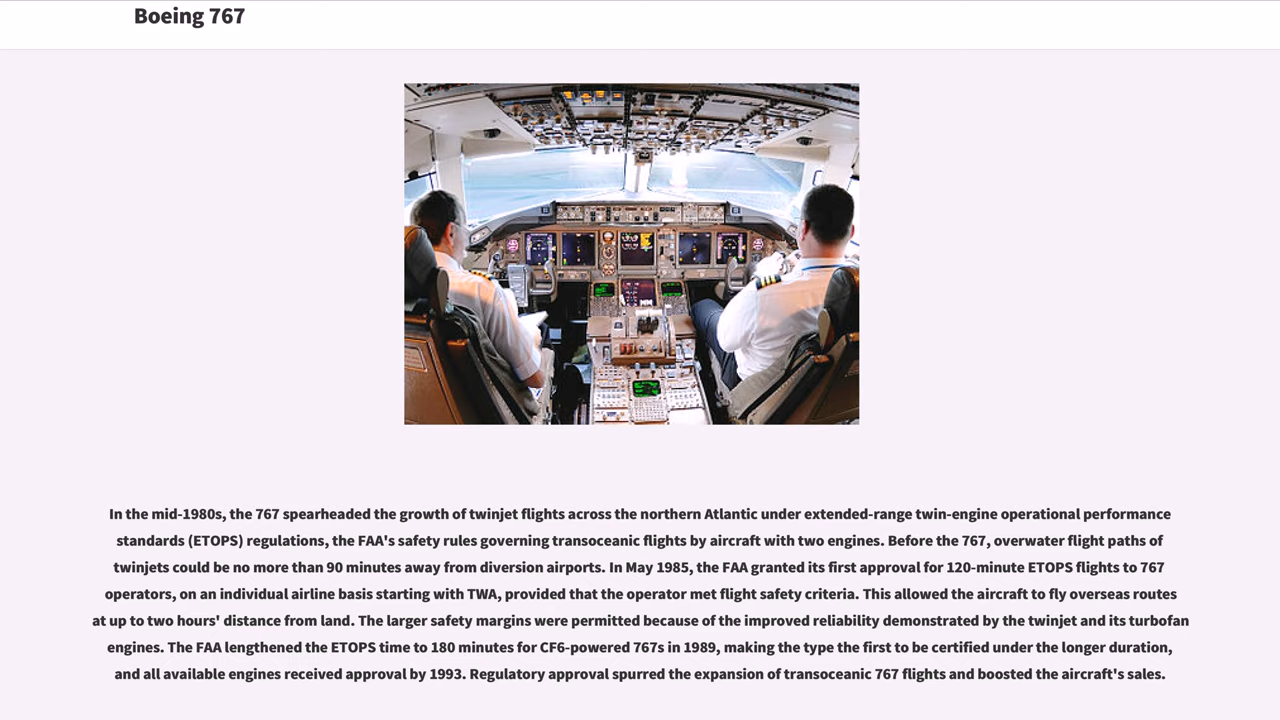 Boeing 767
In the mid-1980s, the 767 spearheaded the growth of twinjet flights across the northern Atlantic under extended-range twin-engine operational performance
standards (ETOPS) regulations, the FAA's safety rules governing transoceanic flights by aircraft with two engines. Before the 767, overwater flight paths of
twinjets could be no more than 90 minutes away from diversion airports. In May 1985, the FAA granted its first approval for 120-minute ETOPS flights to 767
operators, on an individual airline basis starting with TWA, provided that the operator met flight safety criteria. This allowed the aircraft to fly overseas routes
at up to two hours' distance from land. The larger safety margins were permitted because of the improved reliability demonstrated by the twinjet and its turbofan
engines. The FAA lengthened the ETOPS time to 180 minutes for CF6-powered 767s in 1989, making the type the first to be certified under the longer duration,
and all available engines received approval by 1993. Regulatory approval spurred the expansion of transoceanic 767 flights and boosted the aircraft's sales.